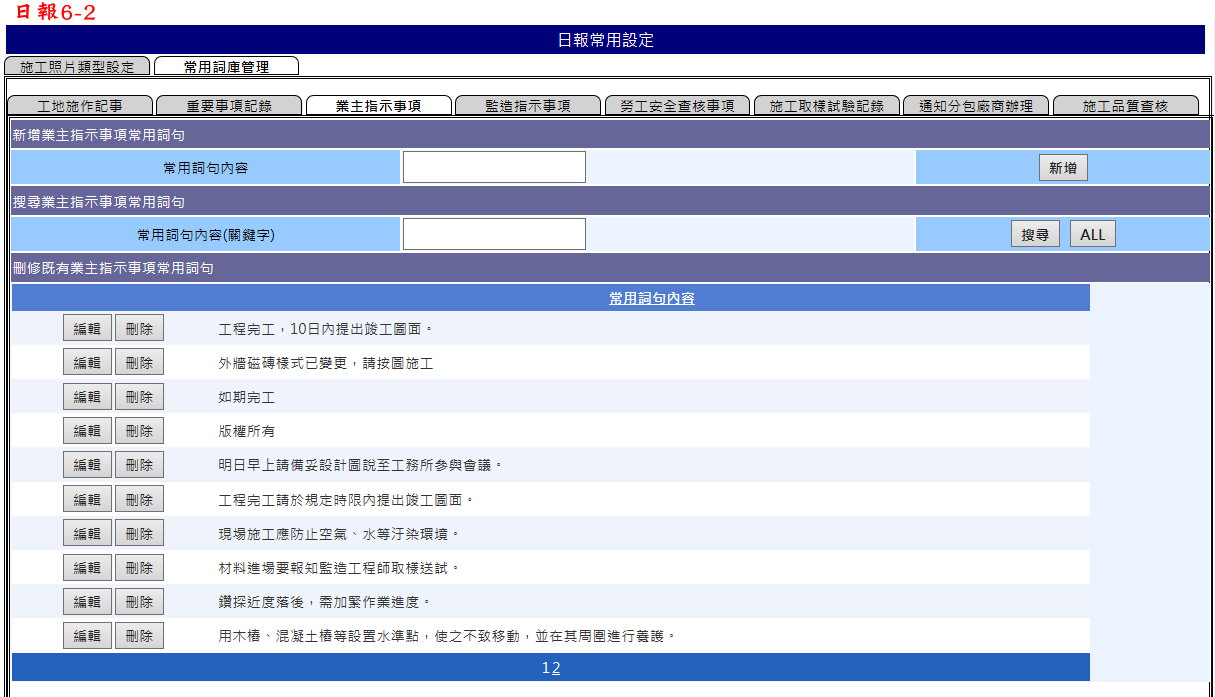 日報6-2
日報常用設定
施工照片類型設定 常用詞庫管理
工地施作記事 重要事項記錄 業主指示事項 監造指示事項 勞工安全查核事項 施工取樣試驗記錄 通知分包廠商辦理 施工品質查核
新增業主指示事項常用詞句
常用詞句內容 新增
搜尋業主指示事項常用詞句
常用詞句內容(關鍵字) 搜尋 ALL
刪修既有業主指示事項常用詞句
常用詞句內容
編輯 刪除 工程完工，10日內提出竣工圖面。
編輯 刪除 外牆磁磚樣式已變更，請按圖施工
編輯 刪除 如期完工
編輯 刪除 版權所有
編輯 刪除 明日早上請備妥設計圖說至工務所參與會議。
編輯 刪除 工程完工請於規定時限內提出竣工圖面。
編輯 刪除 現場施工應防止空氣、水等汙染環境。
編輯 刪除 材料進場要報知監造工程師取樣送試。
編輯 刪除 鑽探近度落後，需加緊作業進度。
編輯 刪除 用木樁、混凝土樁等設置水準點，使之不致移動，並在其周圍進行養護。
12